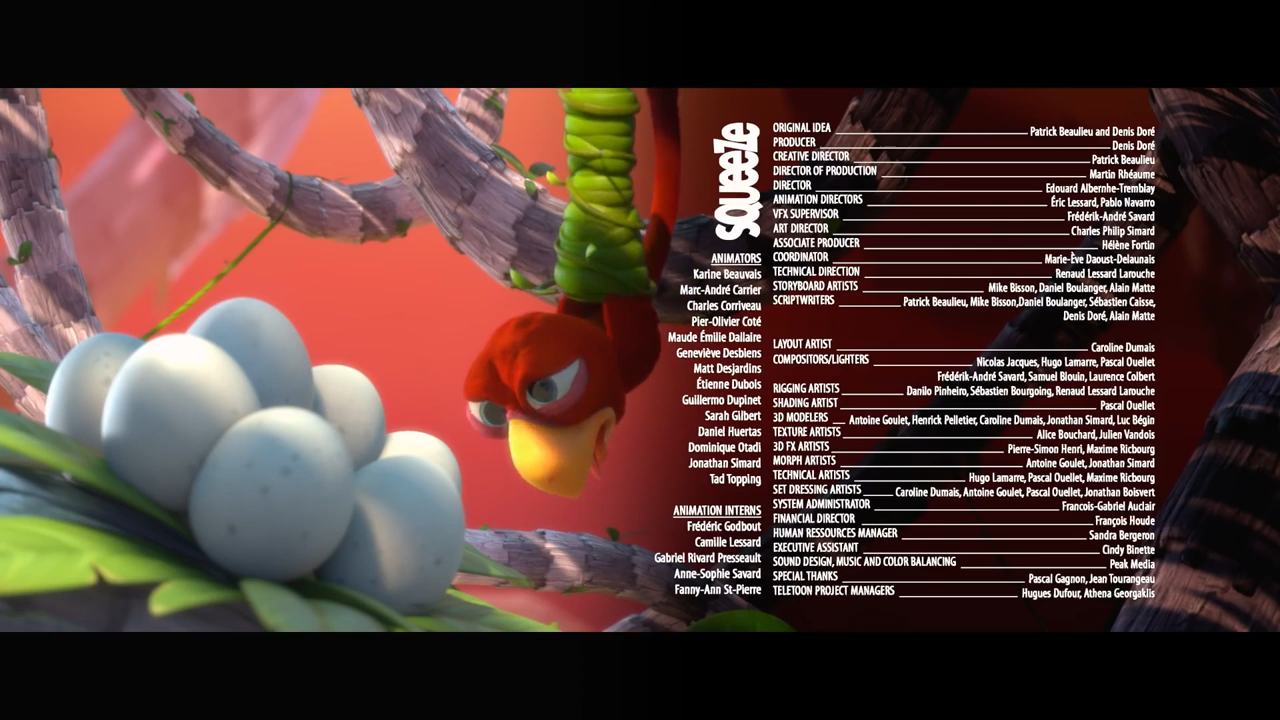 squeeze
ANIMATORS
Karine Beauvais
Marc-André Carrier
Charles Corriveau
Pier-Olivier Coté
Maude Émilie Dallaire
Geneviève Desbiens
Matt Desjardins
Étienne Dubois
Guillermo Dupinet
Sarah Gilbert
Daniel Huertas
Dominique Otadi
Jonathan Simard
Tad Topping
ANIMATION INTERNS
Frédéric Godbout
Camille Lessard
Gabriel Rivard Presseault
Anne-Sophie Savard
Fanny-Ann St-Pierre
ORIGINAL IDEA Patrick Beaulieu and Denis Doré
PRODUCER Denis Doré
CREATIVE DIRECTOR Patrick Beaulieu
DIRECTOR OF PRODUCTION Martin Rhéaume
DIRECTOR Edouard Albernhe-Tremblay
ANIMATION DIRECTORS Éric Lessard, Pablo Navarro
VFX SUPERVISOR Frédérik-André Savard
ART DIRECTOR Charles Philip Simard
ASSOCIATE PRODUCER Hélène Fortin
COORDINATOR Marie-Ève Daoust-Delaunais
TECHNICAL DIRECTION Renaud Lessard Larouche
STORYBOARD ARTISTS Mike Bisson, Daniel Boulanger, Alain Matte
SCRIPTWRITERS Patrick Beaulieu, Mike Bisson,Daniel Boulanger, Sébastien Caisse,
Denis Doré, Alain Matte
LAYOUT ARTIST Caroline Dumais
COMPOSITORS/LIGHTERS Nicolas Jacques, Hugo Lamarre, Pascal Ouellet
Frédérik-André Savard, Samuel Blouin, Laurence Colbert
RIGGING ARTISTS Danilo Pinheiro, Sébastien Bourgoing, Renaud Lessard Larouche
SHADING ARTIST Pascal Ouellet
3D MODELERS Antoine Goulet, Henrick Pelletier, Caroline Dumais, Jonathan Simard, Luc Bégin
TEXTURE ARTISTS Alice Bouchard, Julien Vandois
3D FX ARTISTS Pierre-Simon Henri, Maxime Ricbourg
MORPH ARTISTS Antoine Goulet, Jonathan Simard
TECHNICAL ARTISTS Hugo Lamarre, Pascal Ouellet, Maxime Ricbourg
SET DRESSING ARTISTS Caroline Dumais, Antoine Goulet, Pascal Ouellet, Jonathan Boisvert
SYSTEM ADMINISTRATOR Francois-Gabriel Auclair
FINANCIAL DIRECTOR François Houde
HUMAN RESSOURCES MANAGER Sandra Bergeron
EXECUTIVE ASSISTANT Cindy Binette
SOUND DESIGN, MUSIC AND COLOR BALANCING Peak Media
SPECIAL THANKS Pascal Gagnon, Jean Tourangeau
TELETOON PROJECT MANAGERS Hugues Dufour, Athena Georgaklis